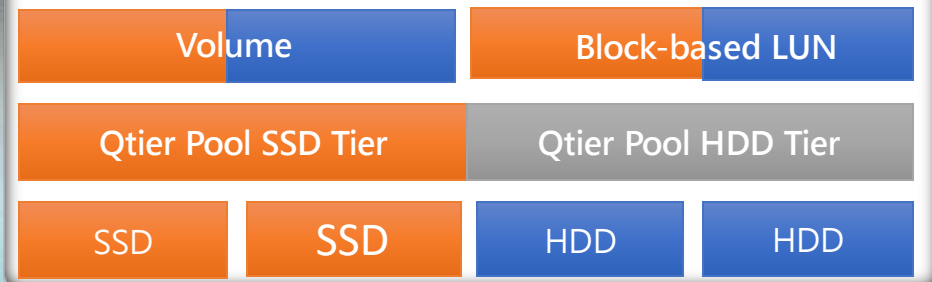 Volume
Block-based LUN
Qtier Pool SSD Tier
Qtier Pool HDD Tier
SSD
SSD
HDD
HDD